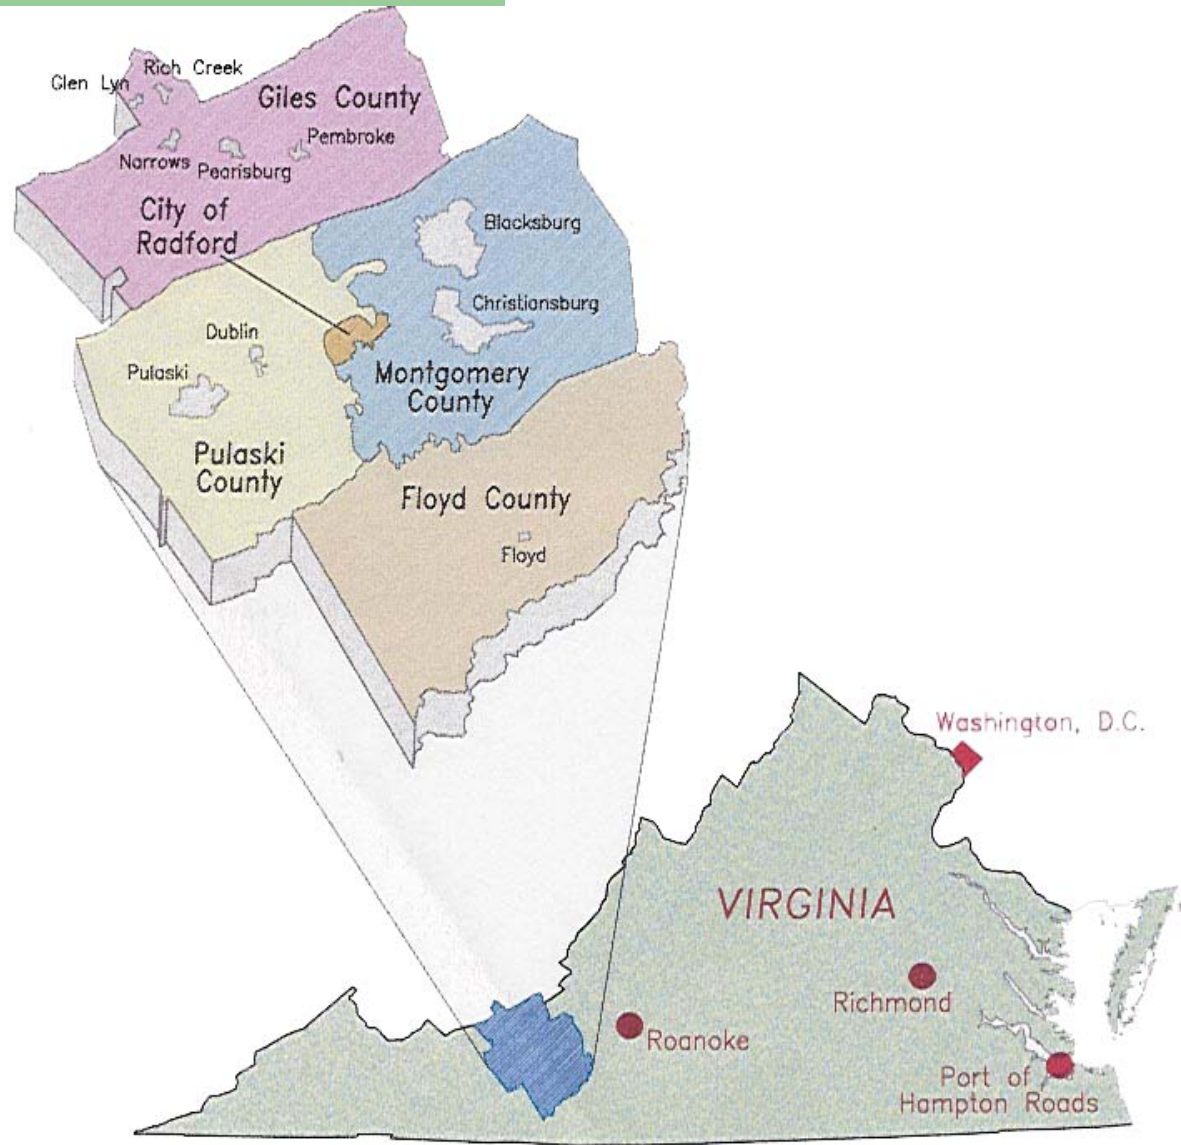 Rich Creek
Glen Lyn
Giles County
Pembroke
Narrows
Pearisburg
City of
Radford
Blacksburg
Christiansburg
Dublin
Pulaski
Montgomery
County
Pulaski
County
Floyd County
Floyd
Washington, D.C.
VIRGINIA
Richmond
Roanoke
Port of
Hampton Roads